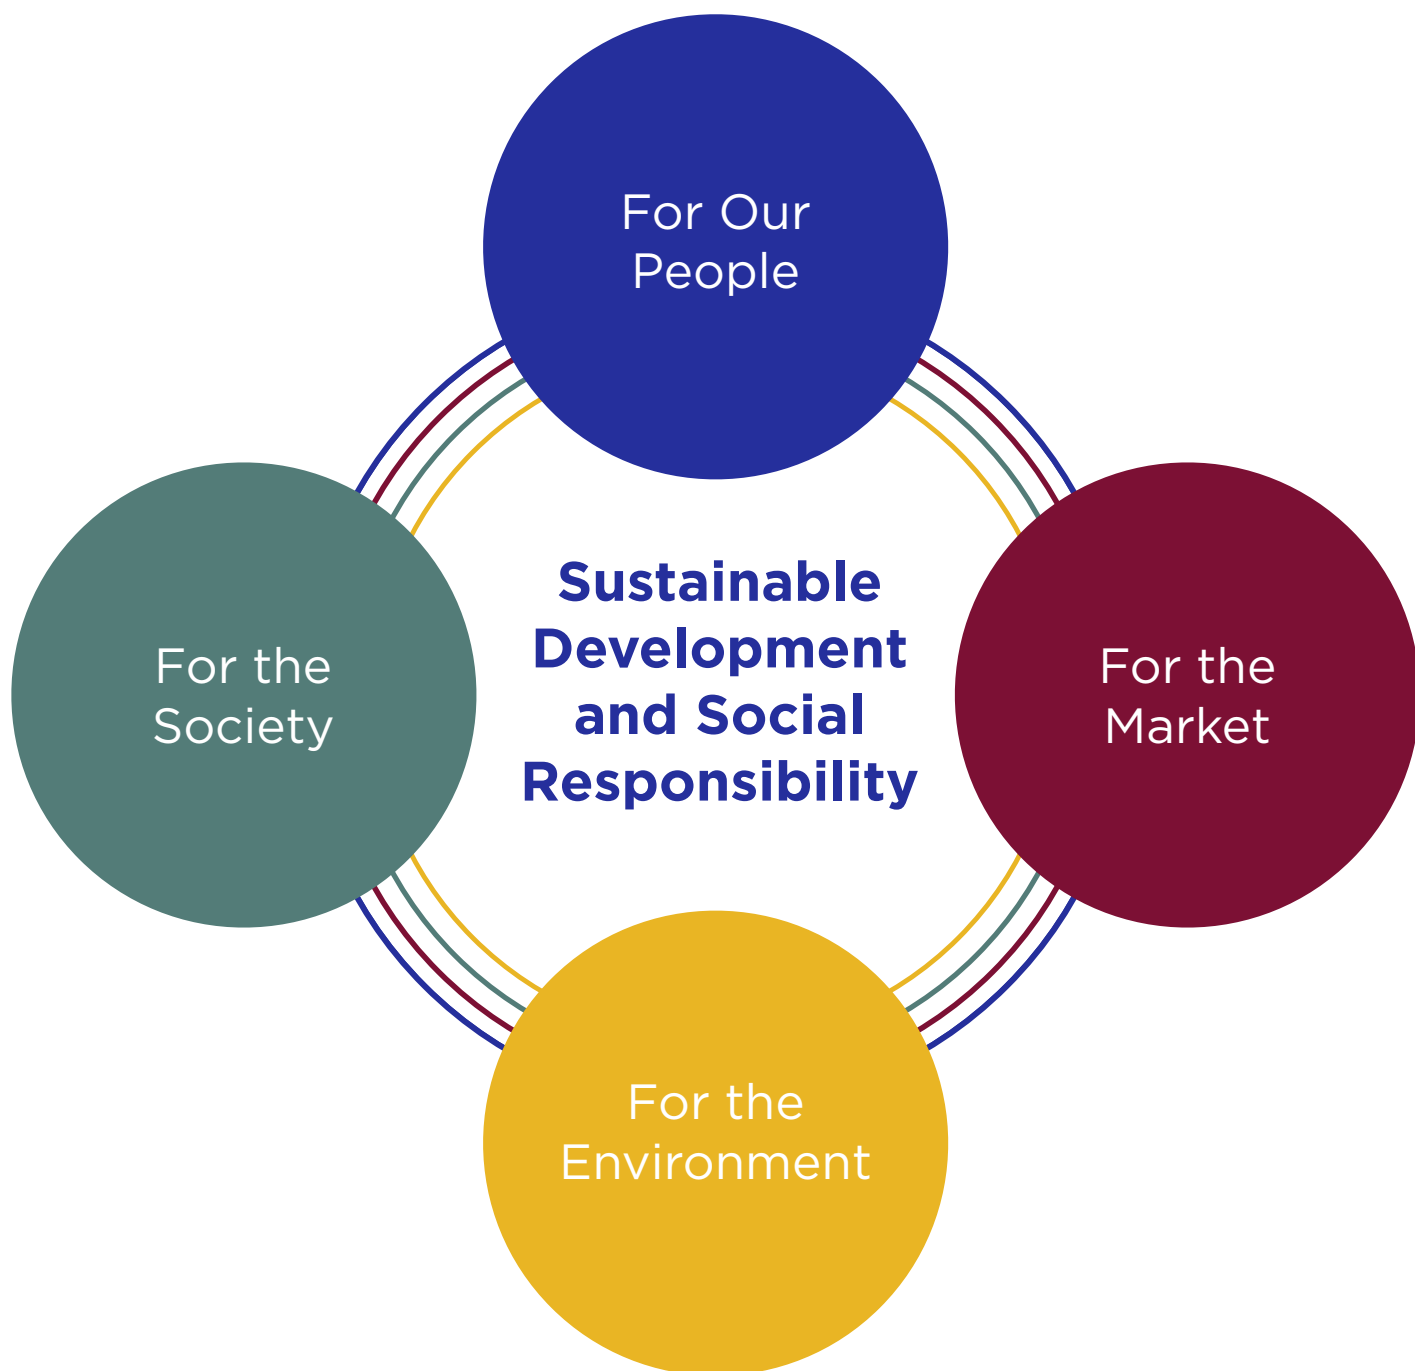 For Our
People
For the
Society
Sustainable
Development
and Social
Responsibility
For the
Market
For the
Environment